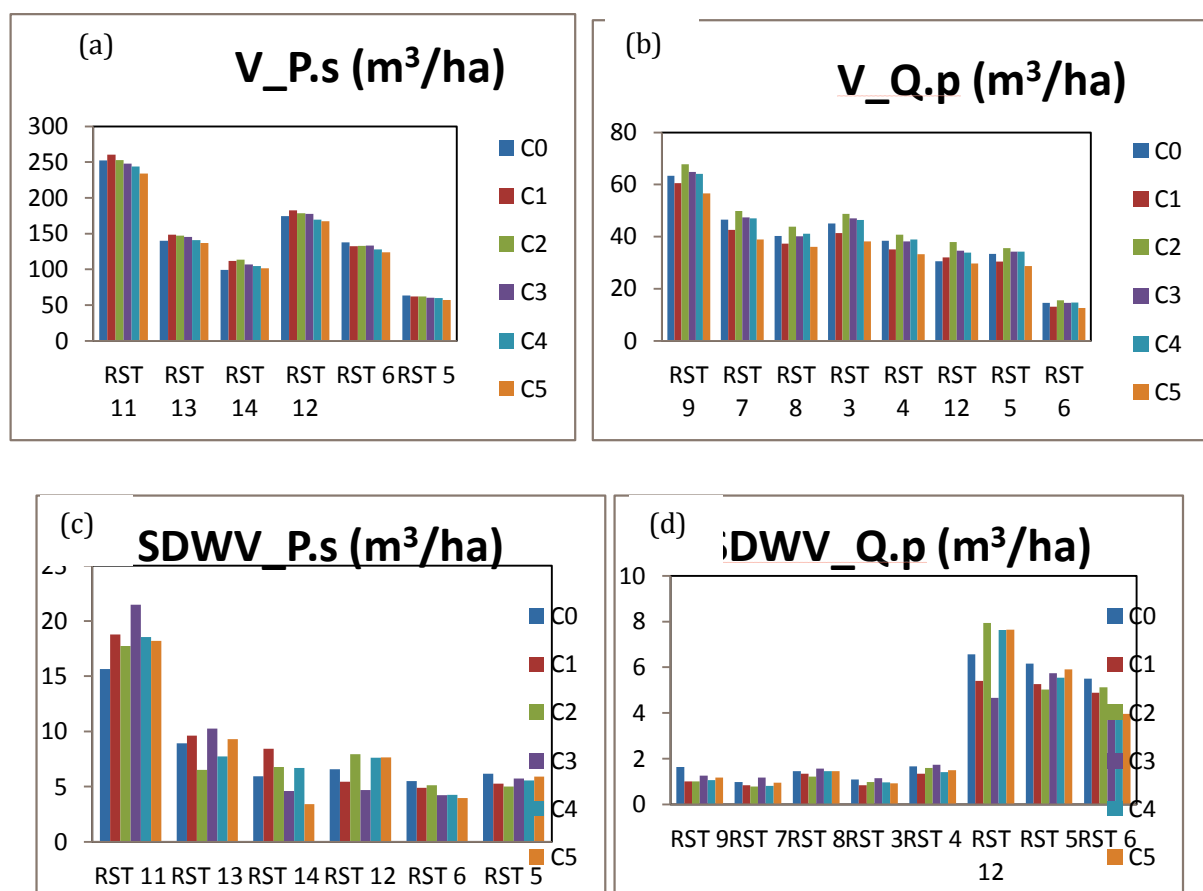 (a)
V_P.s (m³/ha)
300
250
200
150
100
50
0
RST 11
RST 13
RST 14
RST 12
RST 6
RST 5
C0
C1
C2
C3
C4
C5
(b)
V_Q.p (m³/ha)
80
60
40
20
0
RST 9
RST 7
RST 8
RST 3
RST 4
RST 12
RST 5
RST 6
C0
C1
C2
C3
C4
C5
(c)
SDWV_P.s (m³/ha)
25
20
15
10
5
0
RST 11
RST 13
RST 14
RST 12
RST 6
RST 5
C0
C1
C2
C3
C4
C5
(d)
SDWV_Q.p (m³/ha)
10
8
6
4
2
0
RST 9
RST 7
RST 8
RST 3
RST 4
RST 12
RST 5
RST 6
C0
C1
C2
C3
C4
C5